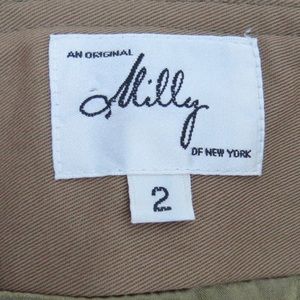 AN ORIGINAL
Milly
OF NEW YORK
2